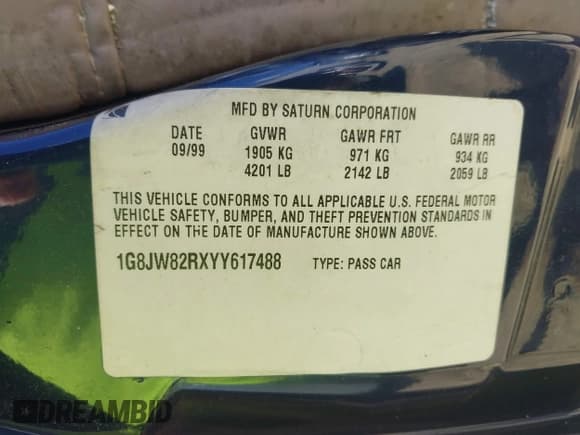 MFD BY SATURN CORPORATION
DATE GVWR GAWR FRT GAWR RR
09/99 1905 KG 971 KG 934 KG
4201 LB 2142 LB 2059 LB
THIS VEHICLE CONFORMS TO ALL APPLICABLE U.S. FEDERAL MOTOR
VEHICLE SAFETY, BUMPER, AND THEFT PREVENTION STANDARDS IN
EFFECT ON THE DATE OF MANUFACTURE SHOWN ABOVE.
1G8JW82RXYY617488 TYPE: PASS CAR
DREAMBID